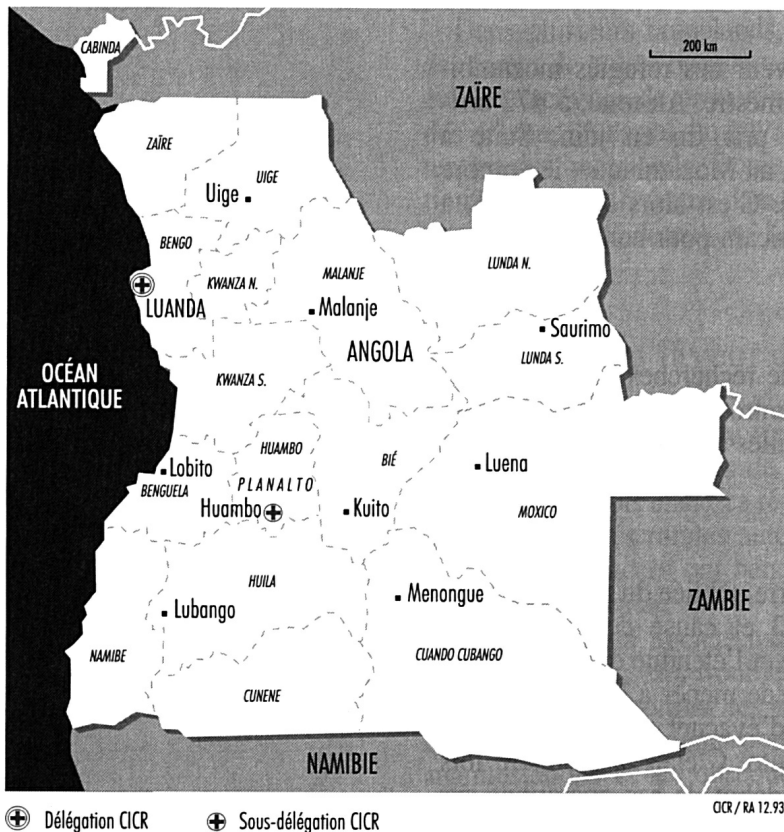 CABINDA
200 km
ZAÏRE
ZAÏRE
UIGE
Uige
BENGO
LUNDA N.
KWANZA N.
MALANJE
LUANDA
Malanje
Saurimo
ANGOLA
LUNDA S.
OCÉAN
ATLANTIQUE
KWANZA S.
HUAMBO
BIÉ
Lobito
Luena
BENGUELA
PLANALTO
Huambo
Kuito
MOXICO
HUILA
Menongue
ZAMBIE
Lubango
NAMIBE
CUANDO CUBANGO
CUNENE
NAMIBIE
CICR / RA 12.93
Délégation CICR
Sous-délégation CICR